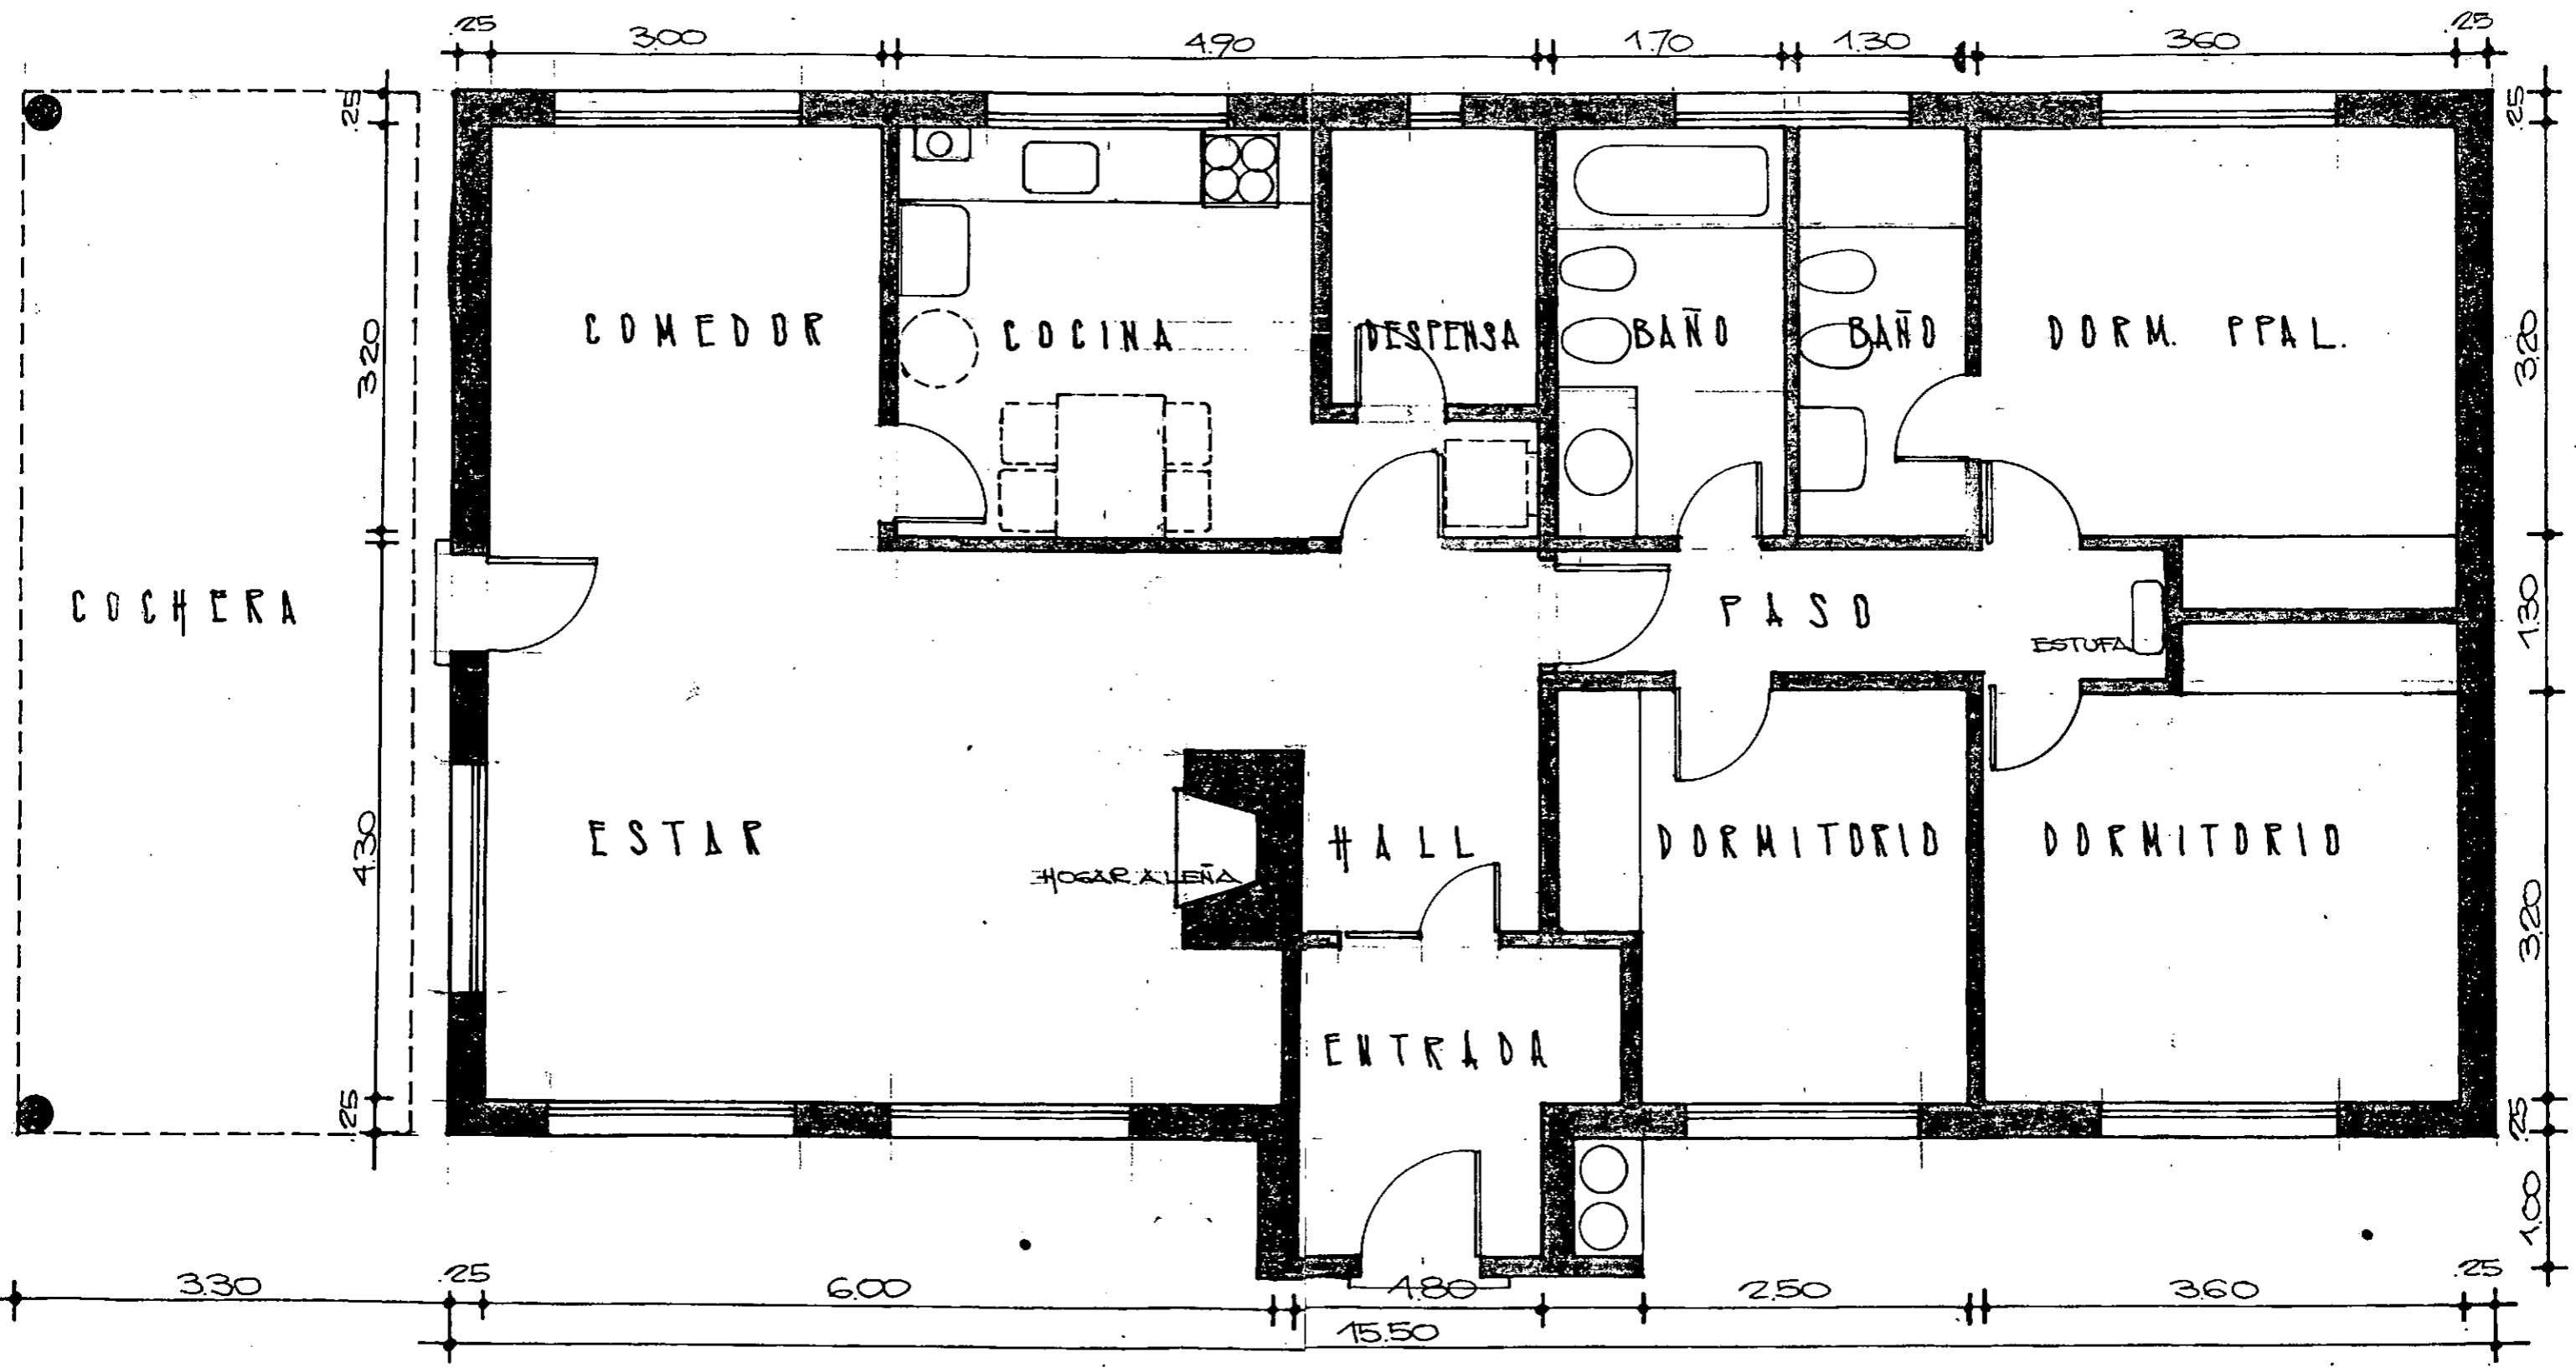 .25 3.00 4.90 1.70 1.30 3.60 .25
.25 .25
COMEDOR COCINA DESPENSA BAÑO BAÑO DORM. PPAL.
3.20 3.20
COCHERA PASO 1.30
ESTUFA
ESTAR HALL DORMITORIO DORMITORIO
4.30 HOGAR A LEÑA 3.20
ENTRADA
.25 .25
1.00
3.30 .25 6.00 4.80 2.50 3.60 .25
15.50